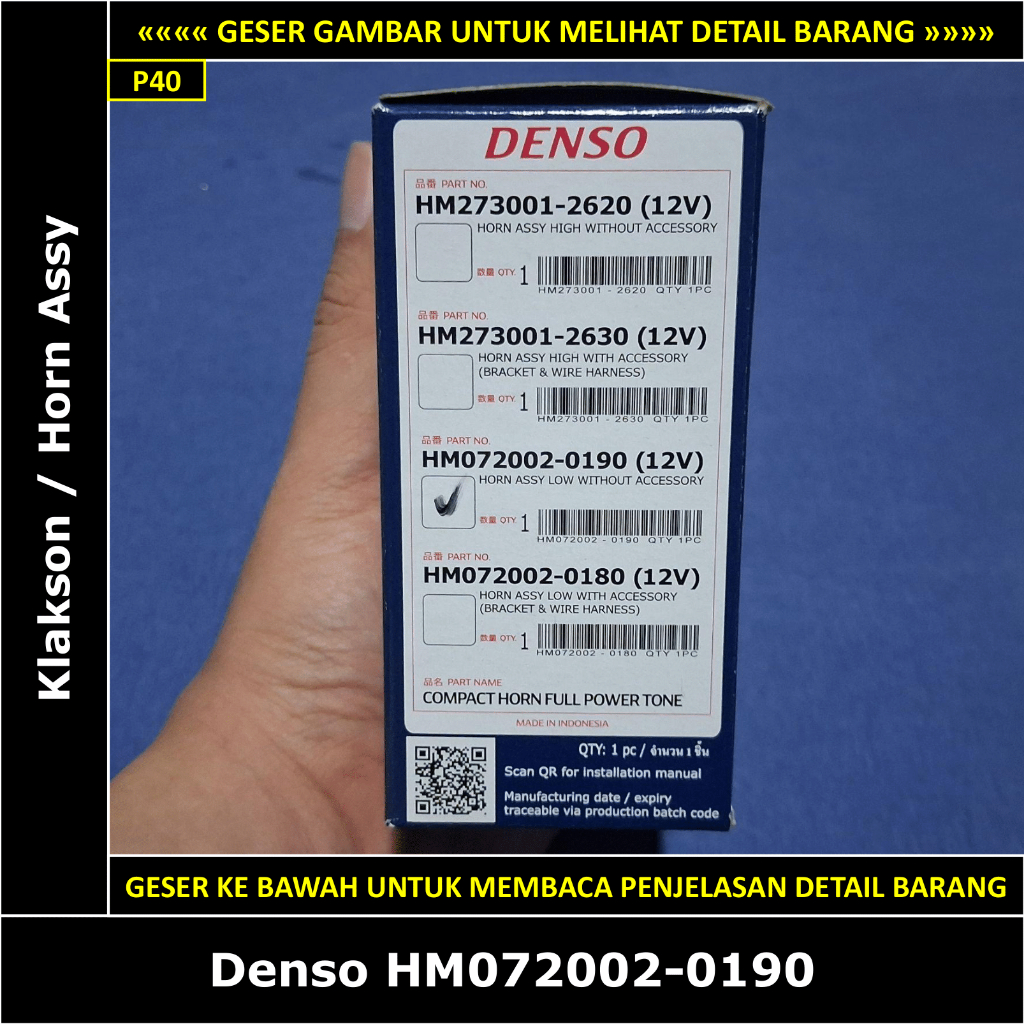 «««« GESER GAMBAR UNTUK MELIHAT DETAIL BARANG »»»»
P40
Klakson / Horn Assy
DENSO
品番 PART NO.
HM273001-2620 (12V)
HORN ASSY HIGH WITHOUT ACCESSORY
数量 QTY. 1
HM273001 - 2620 QTY 1PC
品番 PART NO.
HM273001-2630 (12V)
HORN ASSY HIGH WITH ACCESSORY
(BRACKET & WIRE HARNESS)
数量 QTY. 1
HM273001 - 2630 QTY 1PC
品番 PART NO.
HM072002-0190 (12V)
HORN ASSY LOW WITHOUT ACCESSORY
数量 QTY. 1
HM072002 - 0190 QTY 1PC
品番 PART NO.
HM072002-0180 (12V)
HORN ASSY LOW WITH ACCESSORY
(BRACKET & WIRE HARNESS)
数量 QTY. 1
HM072002 - 0180 QTY 1PC
品名 PART NAME
COMPACT HORN FULL POWER TONE
MADE IN INDONESIA
QTY: 1 pc / จำนวน 1 ชิ้น
Scan QR for installation manual
Manufacturing date / expiry
traceable via production batch code
GESER KE BAWAH UNTUK MEMBACA PENJELASAN DETAIL BARANG
Denso HM072002-0190